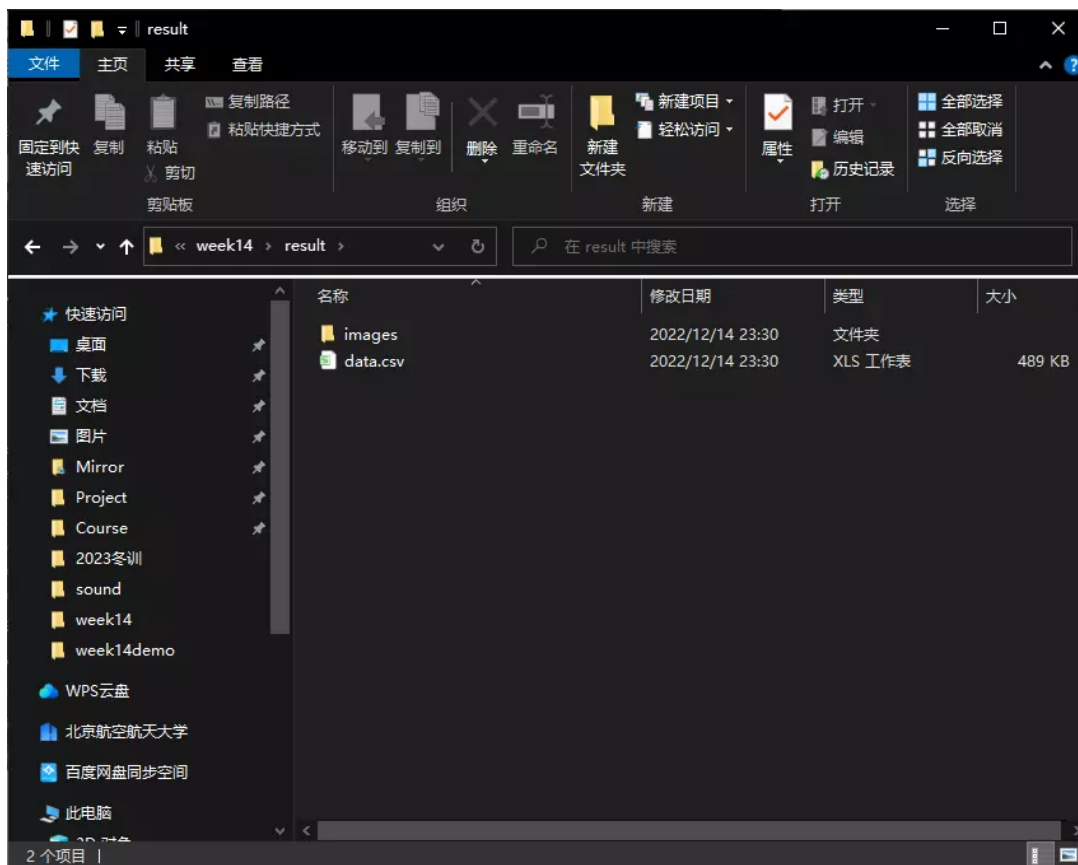 result
文件 主页 共享 查看
固定到快速访问
复制
粘贴
复制路径
粘贴快捷方式
剪切
移动到
复制到
删除
重命名
新建文件夹
新建项目
轻松访问
属性
打开
编辑
历史记录
全部选择
全部取消
反向选择
剪贴板 组织 新建 打开 选择
« week14 › result ›
在 result 中搜索
名称 修改日期 类型 大小
images 2022/12/14 23:30 文件夹
data.csv 2022/12/14 23:30 XLS 工作表 489 KB
快速访问
桌面
下载
文档
图片
Mirror
Project
Course
2023冬训
sound
week14
week14demo
WPS云盘
北京航空航天大学
百度网盘同步空间
此电脑
2 个项目